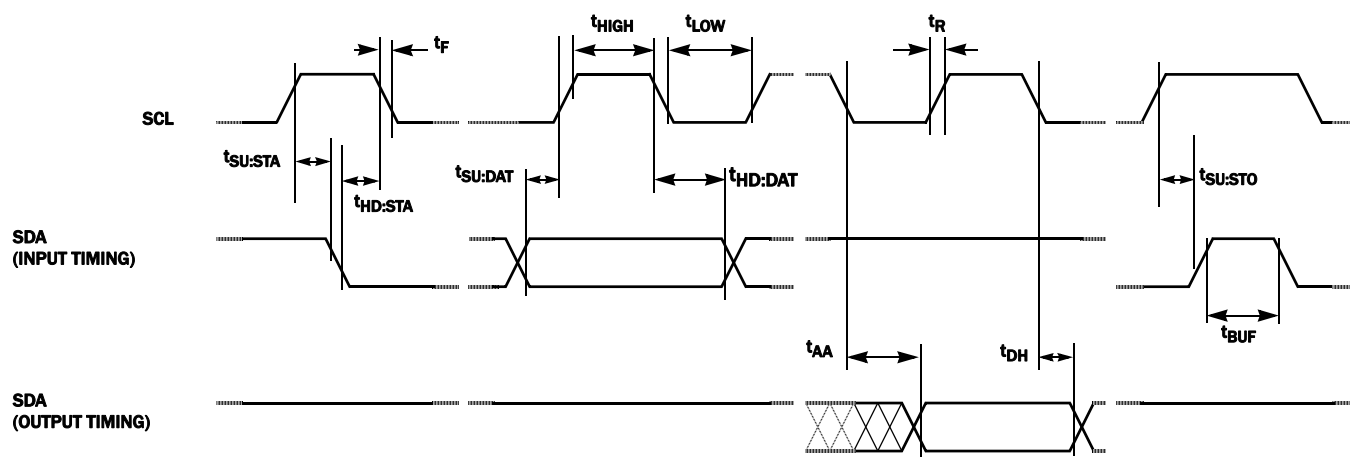 tHIGH
tLOW
tR
tF
SCL
tSU:STA
tSU:DAT
tHD:DAT
tSU:STO
tHD:STA
SDA
(INPUT TIMING)
tBUF
tAA
tDH
SDA
(OUTPUT TIMING)